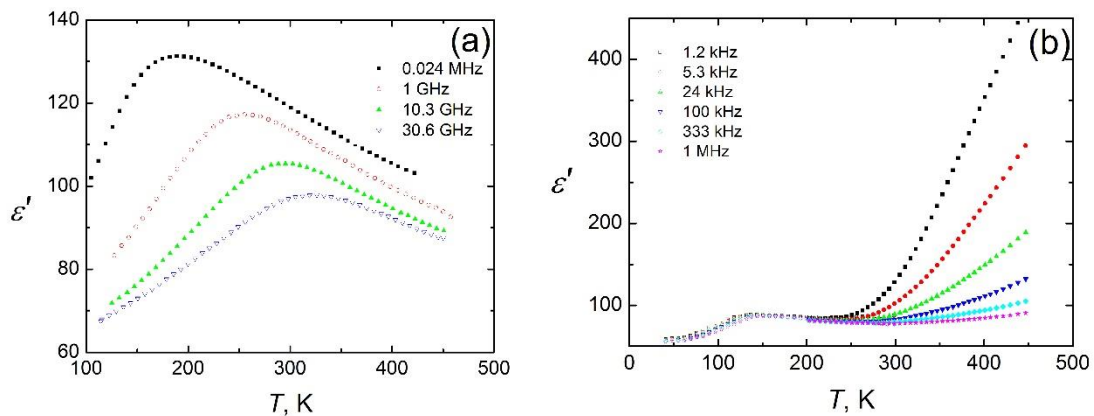 (a)
0.024 MHz
1 GHz
10.3 GHz
30.6 GHz
140
120
100
80
60
ε'
100
200
300
400
500
T, K
(b)
1.2 kHz
5.3 kHz
24 kHz
100 kHz
333 kHz
1 MHz
400
300
200
100
ε'
0
100
200
300
400
500
T, K